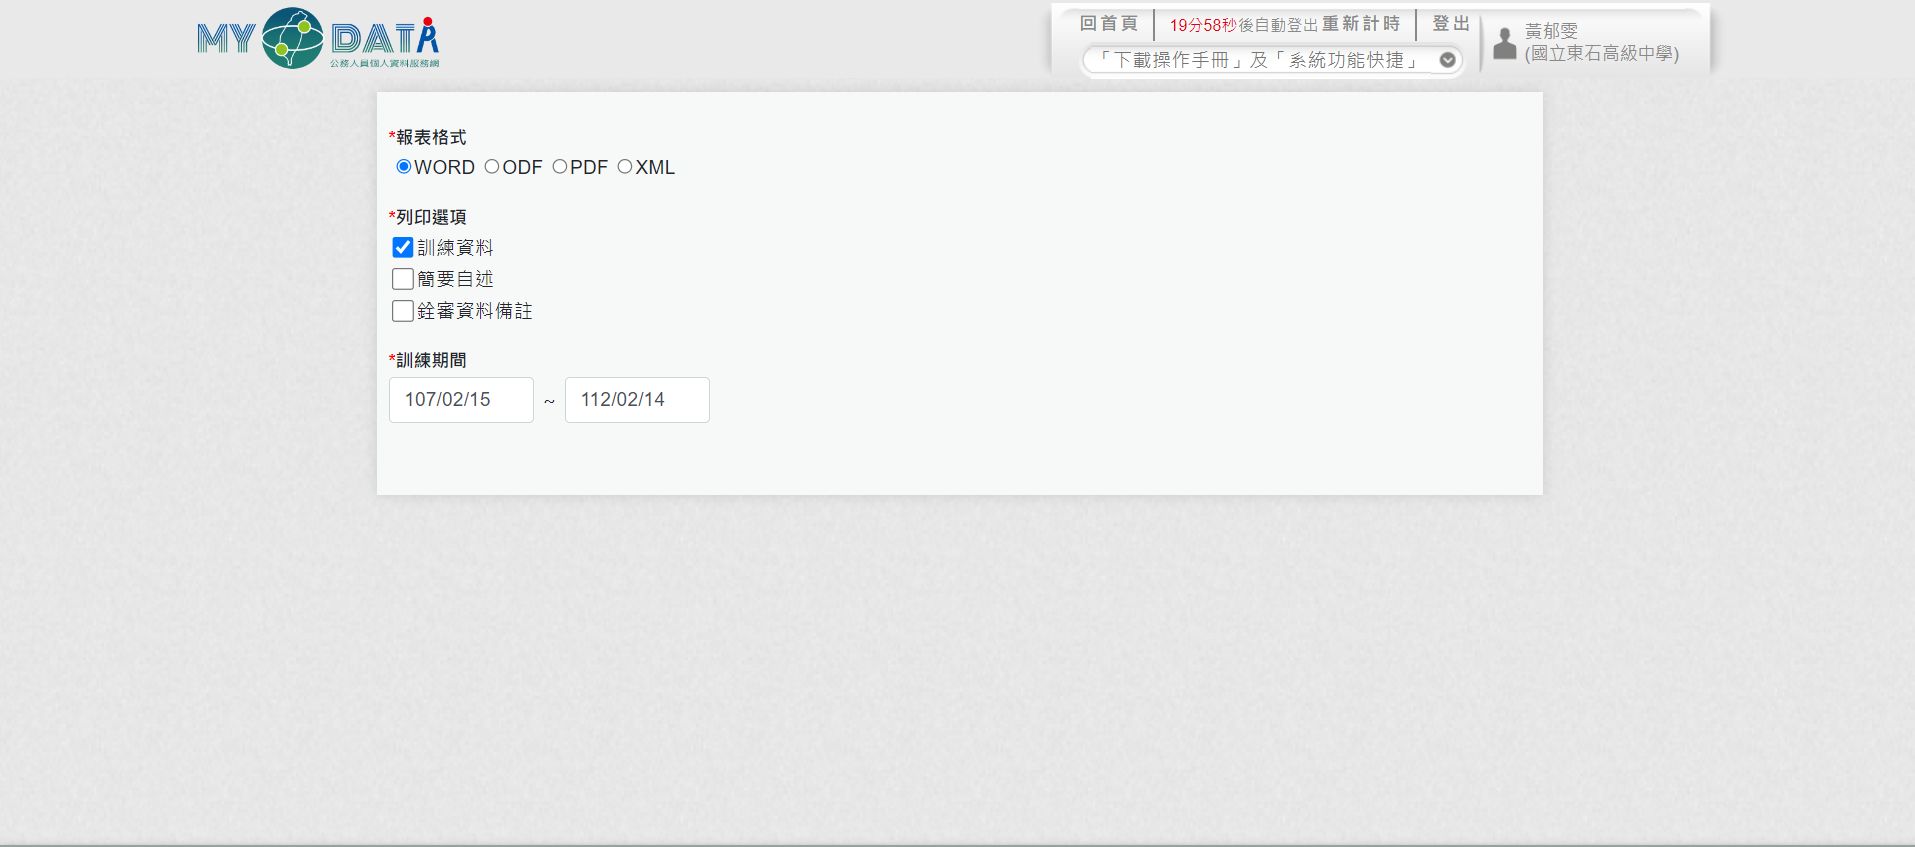 MY DATA
公務人員個人資料服務網
回首頁
19分58秒後自動登出 重新計時
登出
「下載操作手冊」及「系統功能快捷」
黃郁雯
(國立東石高級中學)
*報表格式
WORD ODF PDF XML
*列印選項
訓練資料
簡要自述
銓審資料備註
*訓練期間
107/02/15 ~ 112/02/14